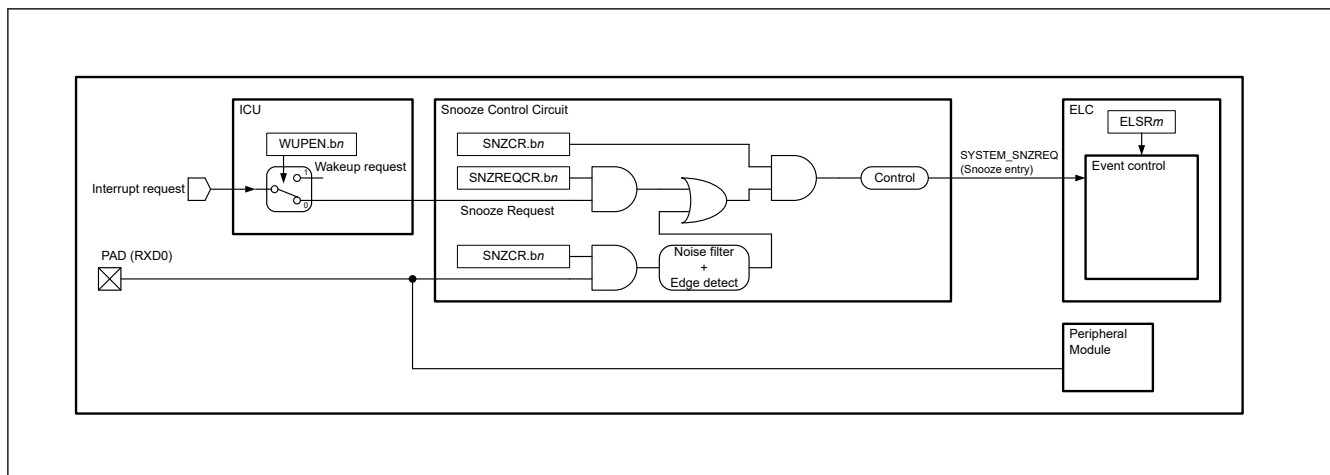 ICU
WUPEN.bn
1
Wakeup request
Interrupt request
0
Snooze Request
PAD (RXD0)
Snooze Control Circuit
SNZCR.bn
SNZREQCR.bn
SNZCR.bn
Noise filter
+
Edge detect
Control
SYSTEM_SNZREQ
(Snooze entry)
ELC
ELSRm
Event control
Peripheral
Module